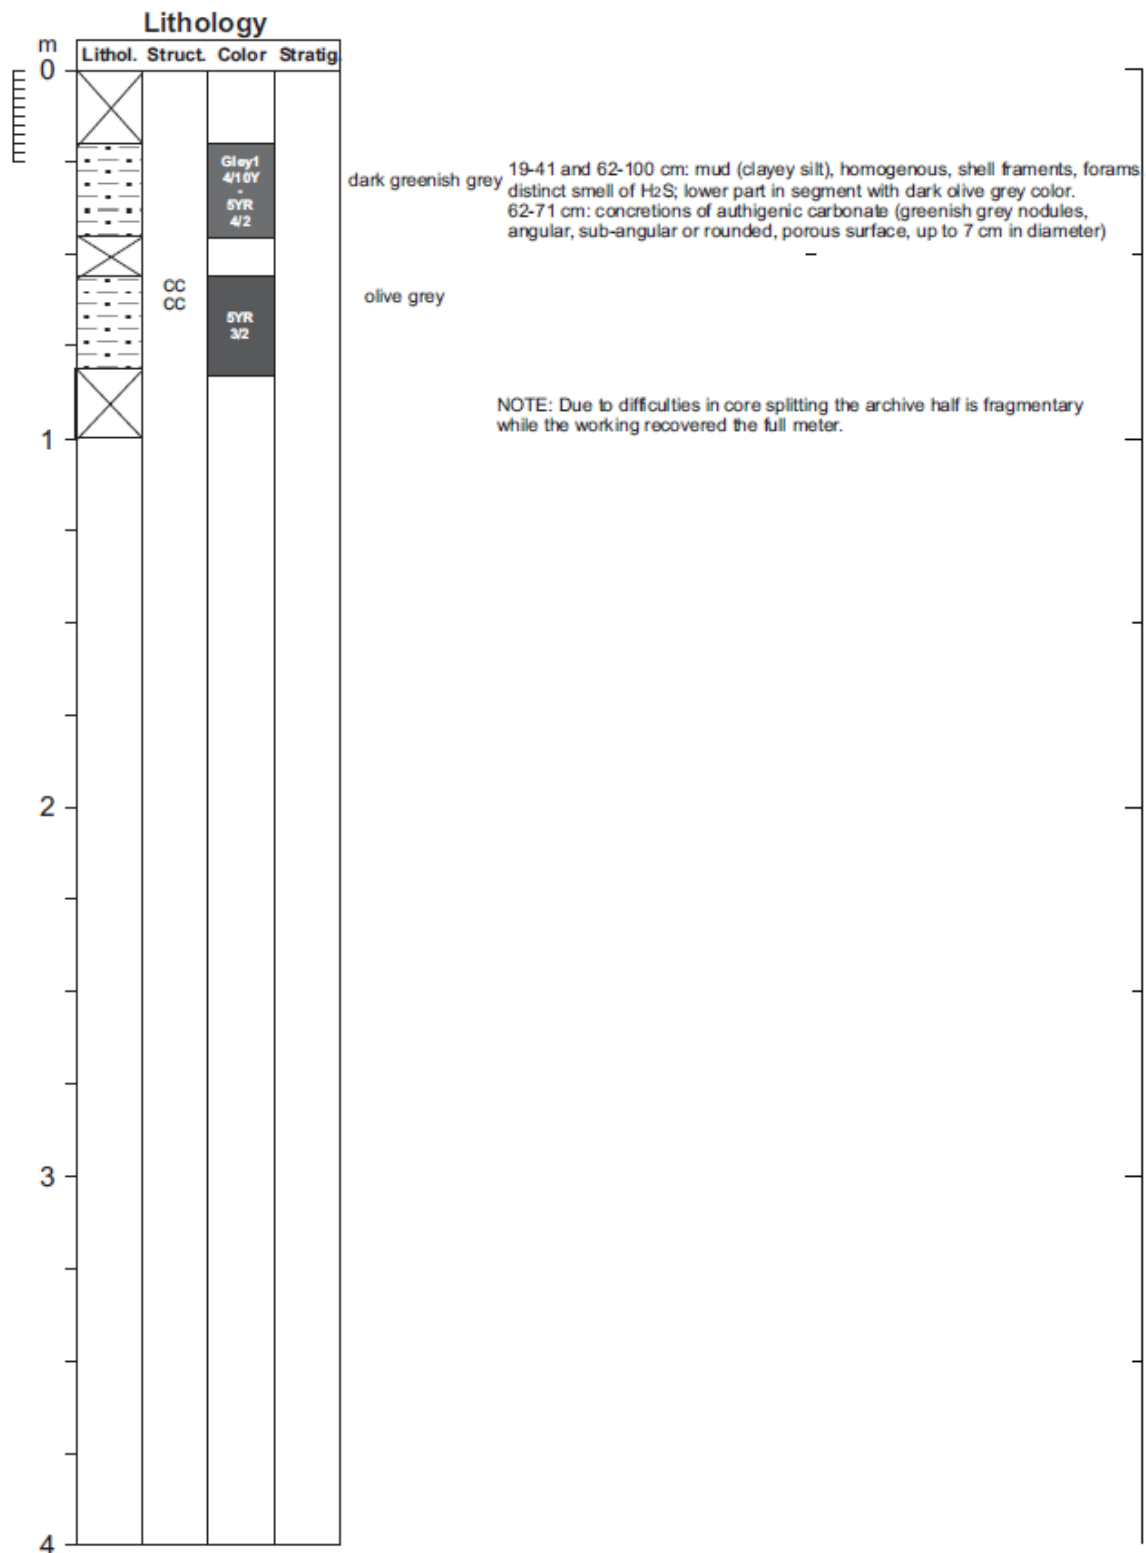 Lithology
m
Lithol. Struct. Color Stratig.
0
Gley1
4/10Y
-
5YR
4/2
dark greenish grey
19-41 and 62-100 cm: mud (clayey silt), homogenous, shell framents, forams,
distinct smell of H2S; lower part in segment with dark olive grey color.
62-71 cm: concretions of authigenic carbonate (greenish grey nodules,
angular, sub-angular or rounded, porous surface, up to 7 cm in diameter)
CC
CC
5YR
3/2
olive grey
NOTE: Due to difficulties in core splitting the archive half is fragmentary
while the working recovered the full meter.
1
2
3
4